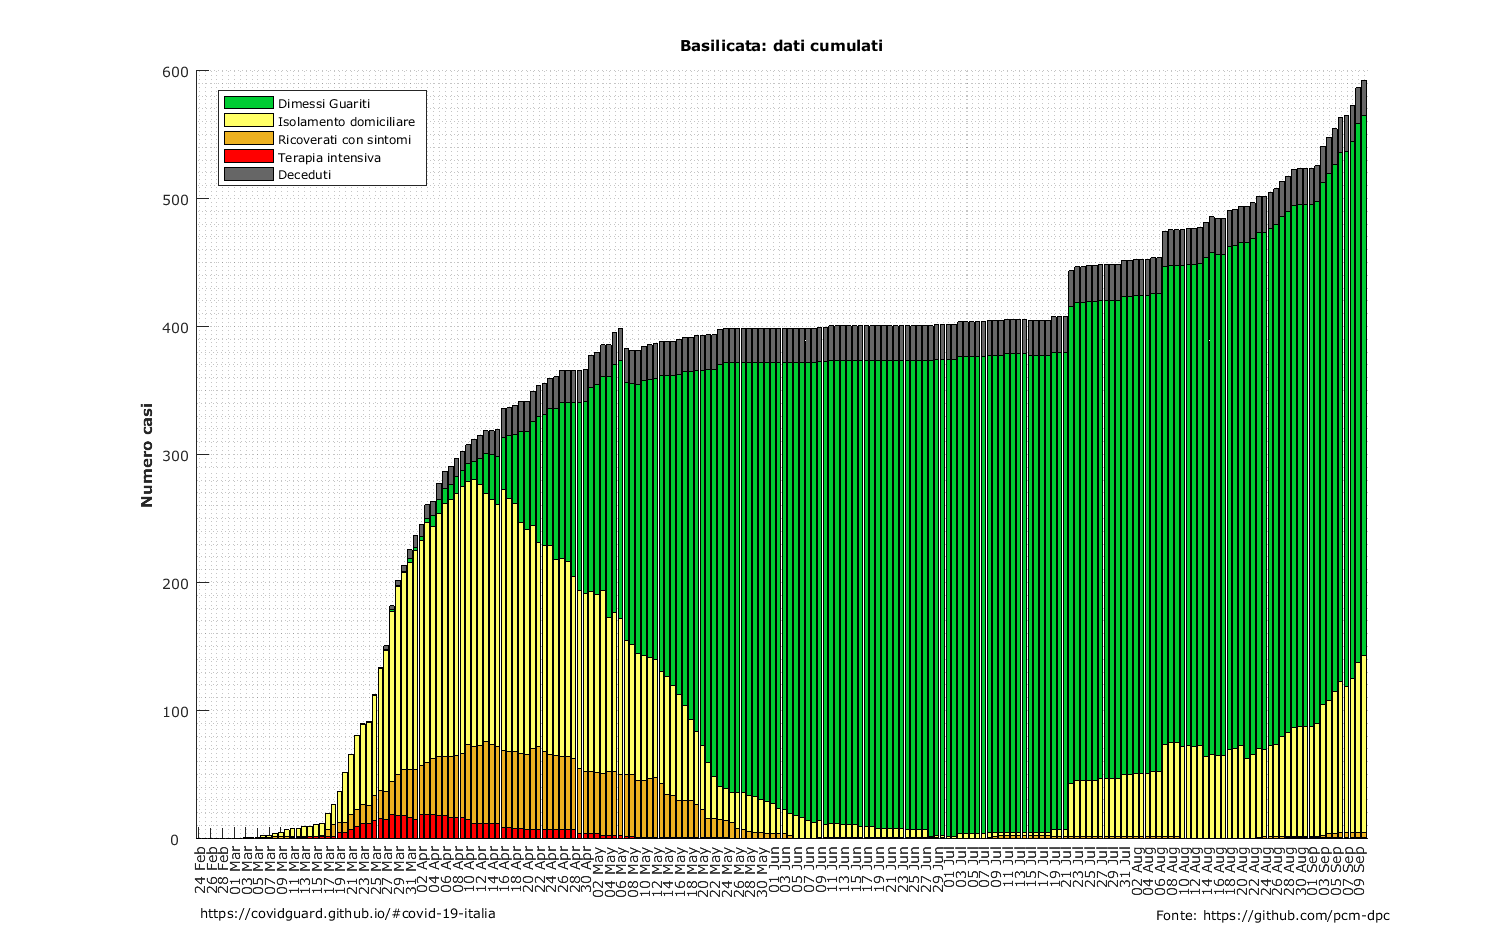 Basilicata: dati cumulati
600
500
400
300
200
100
0
Numero casi
Dimessi Guariti
Isolamento domiciliare
Ricoverati con sintomi
Terapia intensiva
Deceduti
24 Feb
26 Feb
28 Feb
01 Mar
03 Mar
05 Mar
07 Mar
09 Mar
11 Mar
13 Mar
15 Mar
17 Mar
19 Mar
21 Mar
23 Mar
25 Mar
27 Mar
29 Mar
31 Mar
02 Apr
04 Apr
06 Apr
08 Apr
10 Apr
12 Apr
14 Apr
16 Apr
18 Apr
20 Apr
22 Apr
24 Apr
26 Apr
28 Apr
30 Apr
02 May
04 May
06 May
08 May
10 May
12 May
14 May
16 May
18 May
20 May
22 May
24 May
26 May
28 May
30 May
01 Jun
03 Jun
05 Jun
07 Jun
09 Jun
11 Jun
13 Jun
15 Jun
17 Jun
19 Jun
21 Jun
23 Jun
25 Jun
27 Jun
29 Jun
01 Jul
03 Jul
05 Jul
07 Jul
09 Jul
11 Jul
13 Jul
15 Jul
17 Jul
19 Jul
21 Jul
23 Jul
25 Jul
27 Jul
29 Jul
31 Jul
02 Aug
04 Aug
06 Aug
08 Aug
10 Aug
12 Aug
14 Aug
16 Aug
18 Aug
20 Aug
22 Aug
24 Aug
26 Aug
28 Aug
30 Aug
01 Sep
03 Sep
05 Sep
07 Sep
09 Sep
https://covidguard.github.io/#covid-19-italia
Fonte: https://github.com/pcm-dpc